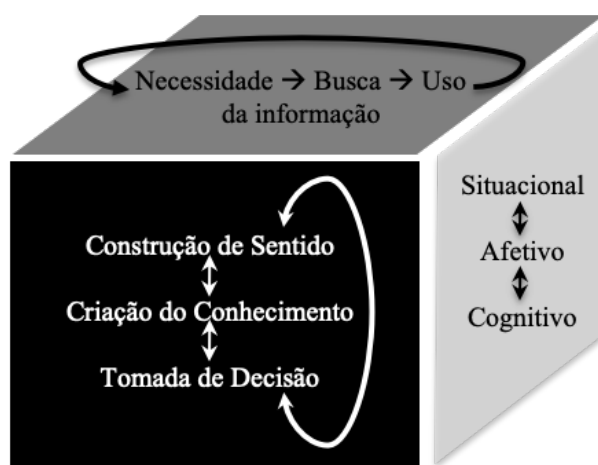 Necessidade → Busca → Uso
da informação
Construção de Sentido
Criação do Conhecimento
Tomada de Decisão
Situacional
Afetivo
Cognitivo